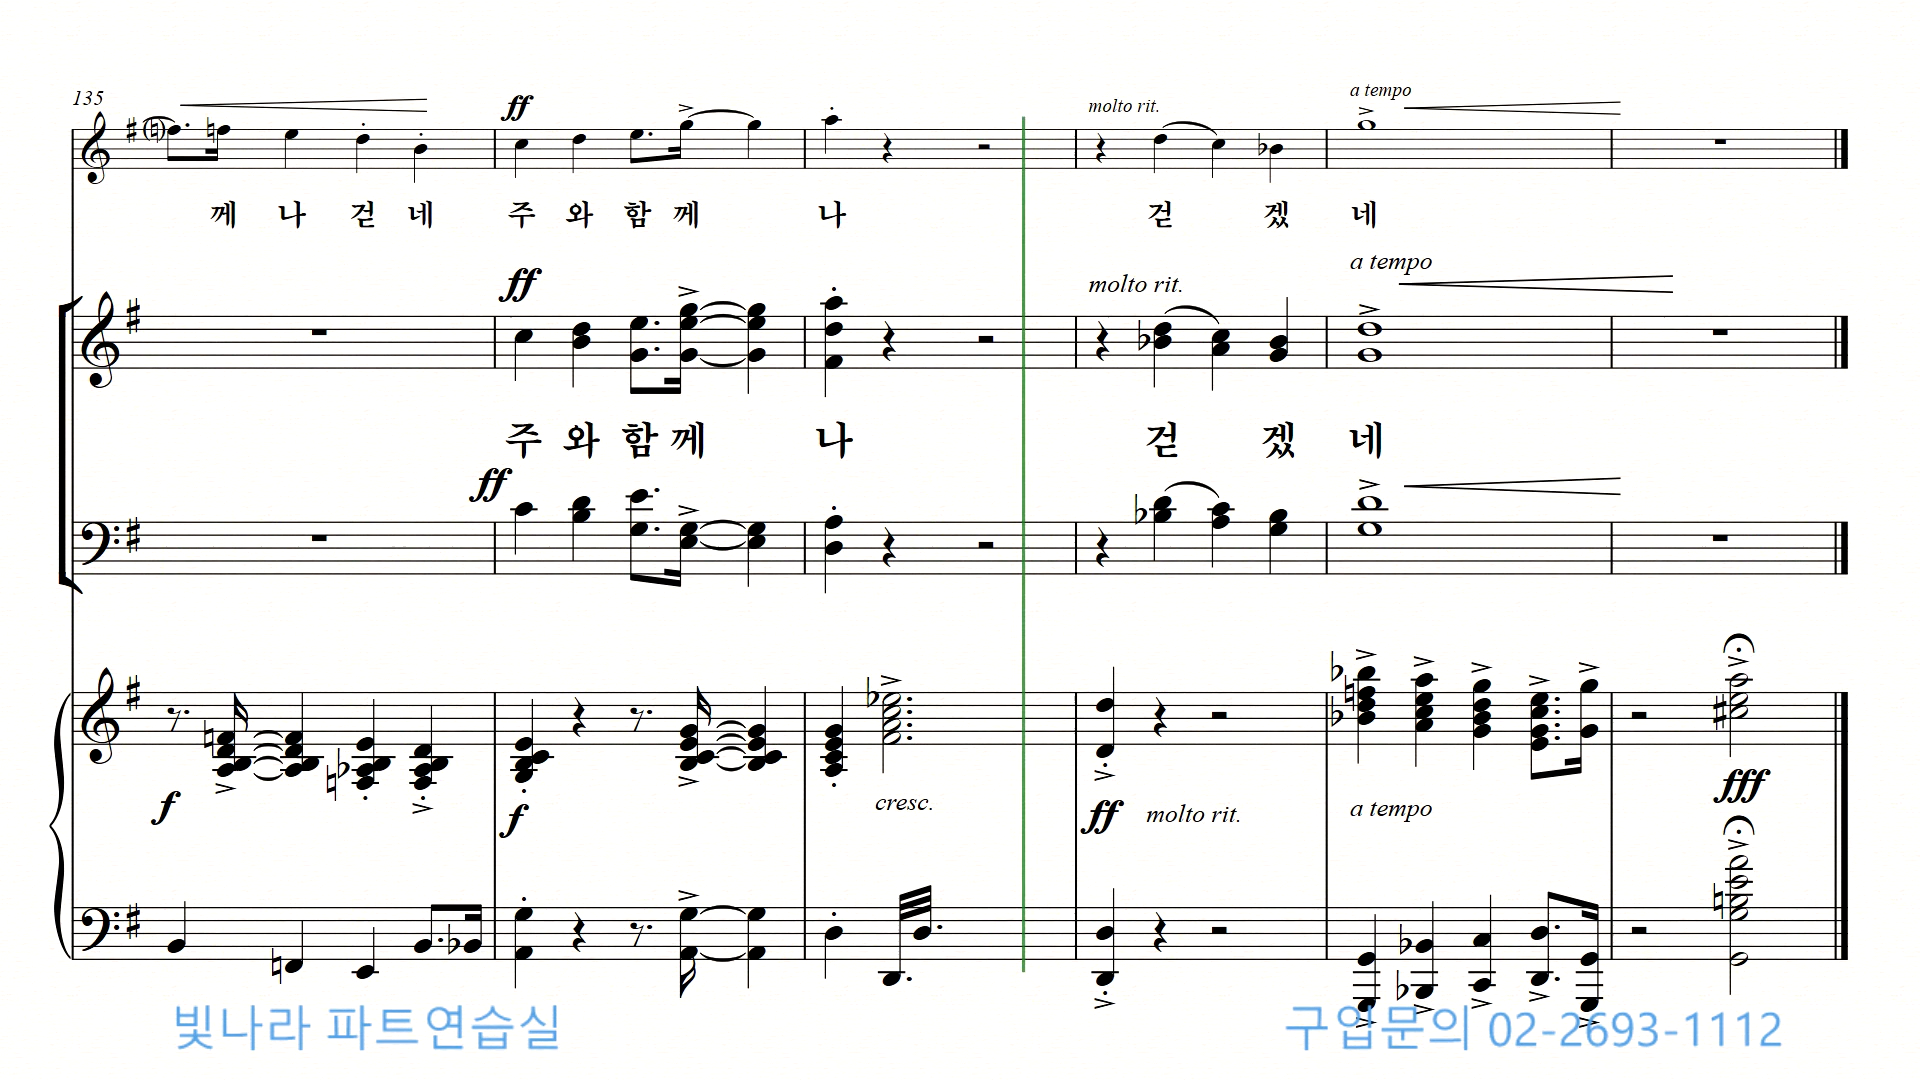 135
ff
molto rit.
a tempo
께 나 걷 네 주 와 함 께 나 걷 겠 네
ff
molto rit.
a tempo
주 와 함 께 나 걷 겠 네
ff
f
f
cresc.
ff
molto rit.
a tempo
fff
빛나라 파트연습실
구입문의 02-2693-1112